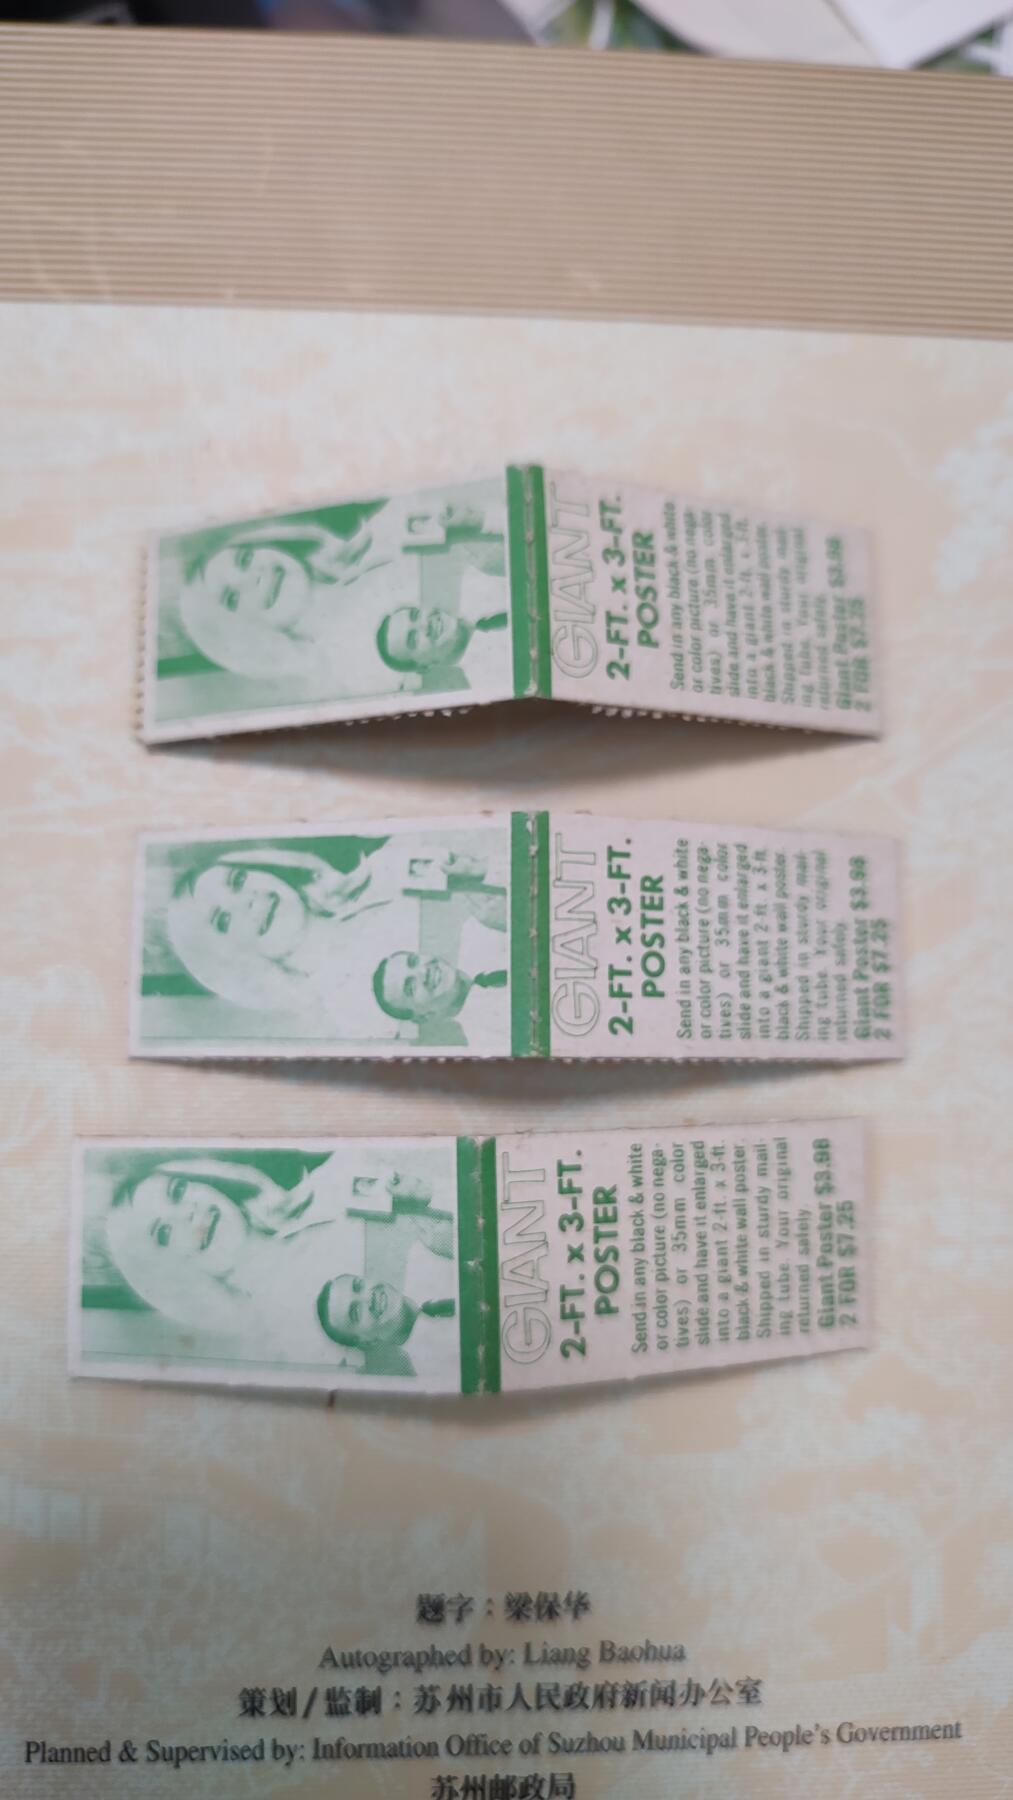 GIANT
2-FT. x 3-FT.
POSTER
Send in any black & white
or color picture (no nega-
tives) or 35mm color
slide and have it enlarged
into a giant 2-ft. x 3-ft.
black & white wall poster.
Shipped in sturdy mail-
ing tube. Your original
returned safely.
Giant Poster $3.98
2 FOR $7.25
GIANT
2-FT. x 3-FT.
POSTER
Send in any black & white
or color picture (no nega-
tives) or 35mm color
slide and have it enlarged
into a giant 2-ft. x 3-ft.
black & white wall poster.
Shipped in sturdy mail-
ing tube. Your original
returned safely.
Giant Poster $3.98
2 FOR $7.25
GIANT
2-FT. x 3-FT.
POSTER
Send in any black & white
or color picture (no nega-
tives) or 35mm color
slide and have it enlarged
into a giant 2-ft. x 3-ft.
black & white wall poster.
Shipped in sturdy mail-
ing tube. Your original
returned safely
Giant Poster $3.98
2 FOR $7.25
题字：梁保华
Autographed by: Liang Baohua
策划/监制：苏州市人民政府新闻办公室
Planned & Supervised by: Information Office of Suzhou Municipal People's Government
苏州邮政局